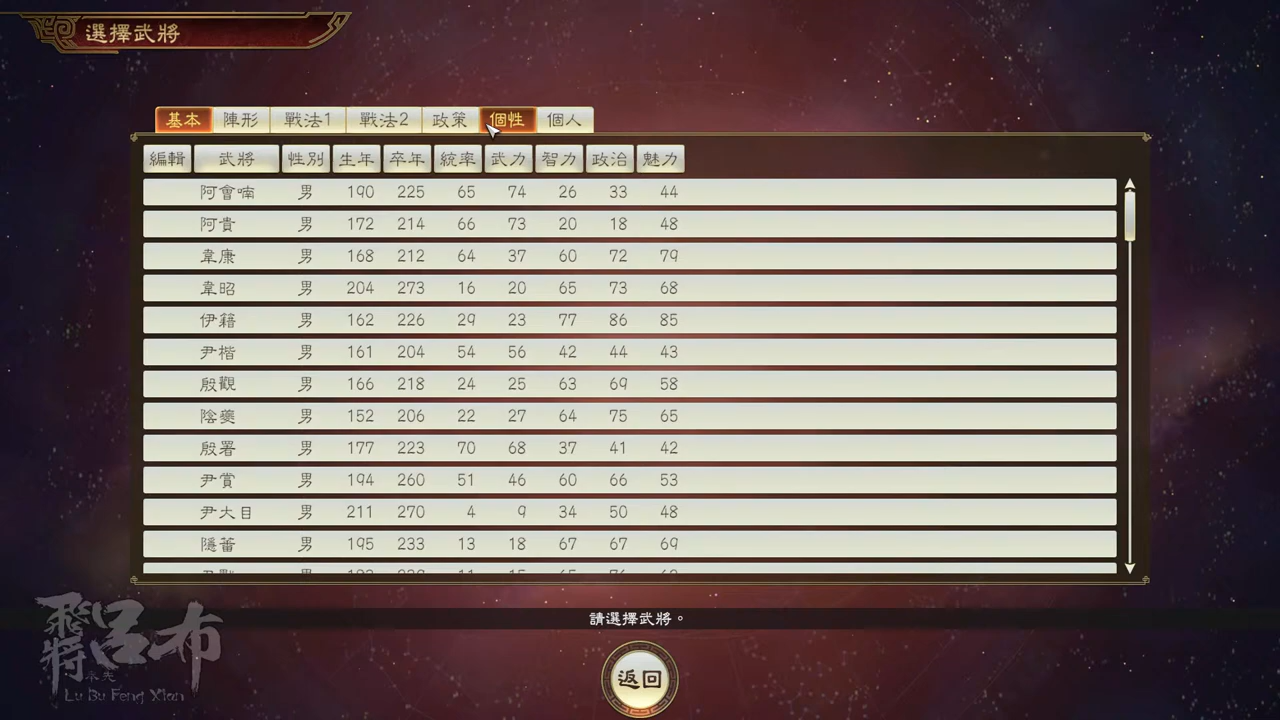 選擇武將
基本 陣形 戰法1 戰法2 政策 個性 個人
編輯 武將 性別 生年 卒年 統率 武力 智力 政治 魅力
阿會喃 男 190 225 65 74 26 33 44
阿貴 男 172 214 66 73 20 18 48
韋康 男 168 212 64 37 60 72 79
韋昭 男 204 273 16 20 65 73 68
伊籍 男 162 226 29 23 77 86 85
尹楷 男 161 204 54 56 42 44 43
殷觀 男 166 218 24 25 63 69 58
陰夔 男 152 206 22 27 64 75 65
殷署 男 177 223 70 68 37 41 42
尹賞 男 194 260 51 46 60 66 53
尹大目 男 211 270 4 9 34 50 48
隱蕃 男 195 233 13 18 67 67 69
請選擇武將。
返回
飛將呂布
奉先
Lu Bu Feng Xian